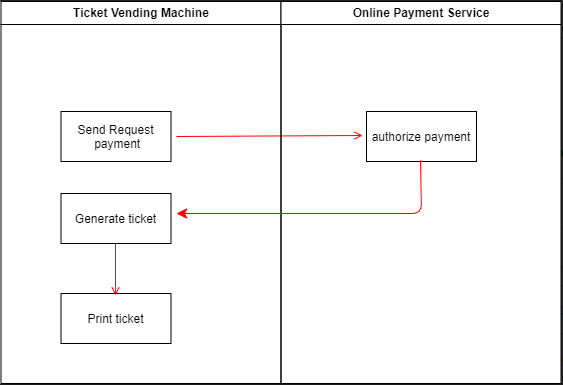 Ticket Vending Machine
Online Payment Service
Send Request
payment
authorize payment
Generate ticket
Print ticket